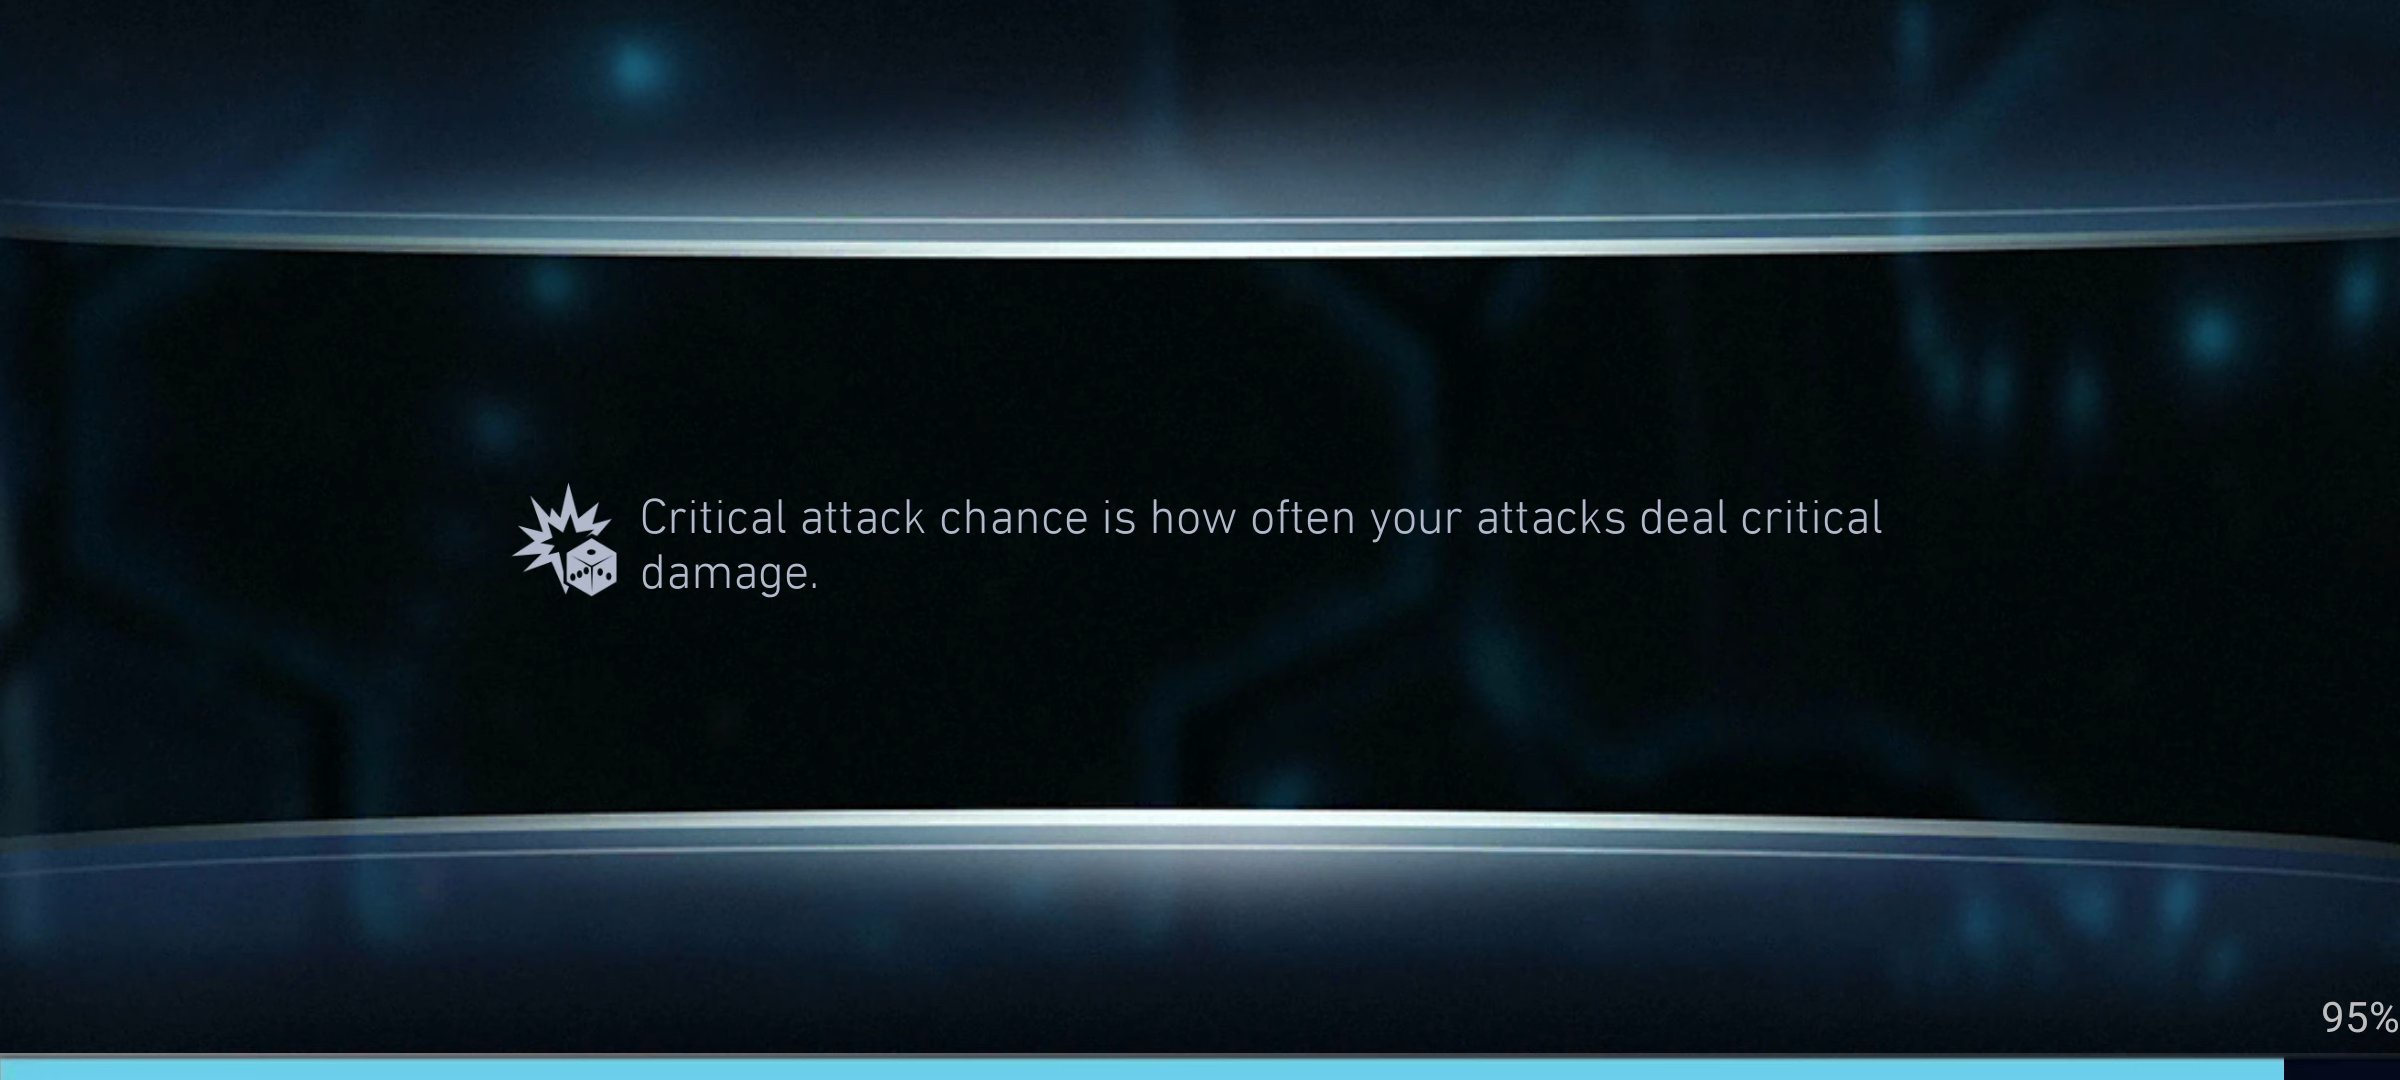 Critical attack chance is how often your attacks deal critical
damage.
95%